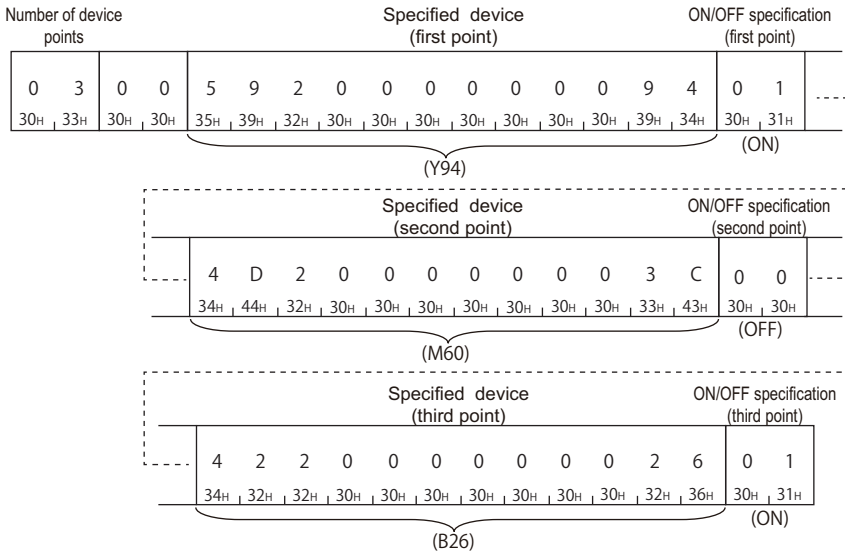 Number of device points
Specified device (first point)
ON/OFF specification (first point)
0 3 0 0 5 9 2 0 0 0 0 0 0 0 9 4 0 1
30H 33H 30H 30H 35H 39H 32H 30H 30H 30H 30H 30H 30H 30H 39H 34H 30H 31H
(Y94)
(ON)
Specified device (second point)
ON/OFF specification (second point)
4 D 2 0 0 0 0 0 0 0 3 C 0 0
34H 44H 32H 30H 30H 30H 30H 30H 30H 30H 33H 43H 30H 30H
(M60)
(OFF)
Specified device (third point)
ON/OFF specification (third point)
4 2 2 0 0 0 0 0 0 0 2 6 0 1
34H 32H 32H 30H 30H 30H 30H 30H 30H 30H 32H 36H 30H 31H
(B26)
(ON)